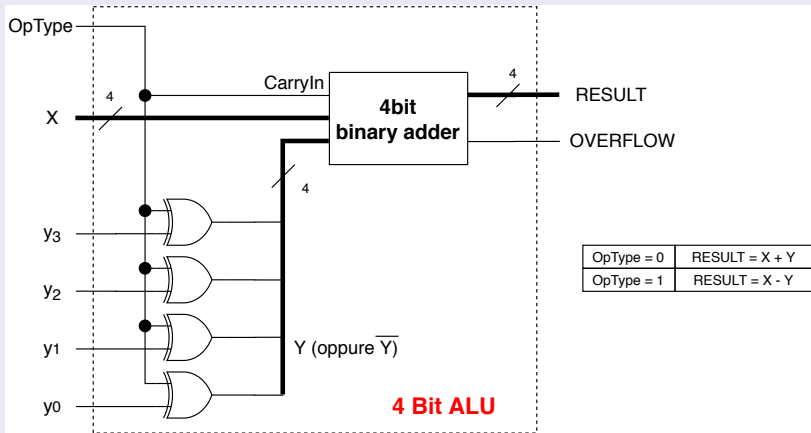 OpType
CarryIn
4
X
4bit
binary adder
4
RESULT
OVERFLOW
4
y3
y2
y1
y0
Y (oppure Y̅)
4 Bit ALU
OpType = 0 RESULT = X + Y
OpType = 1 RESULT = X - Y